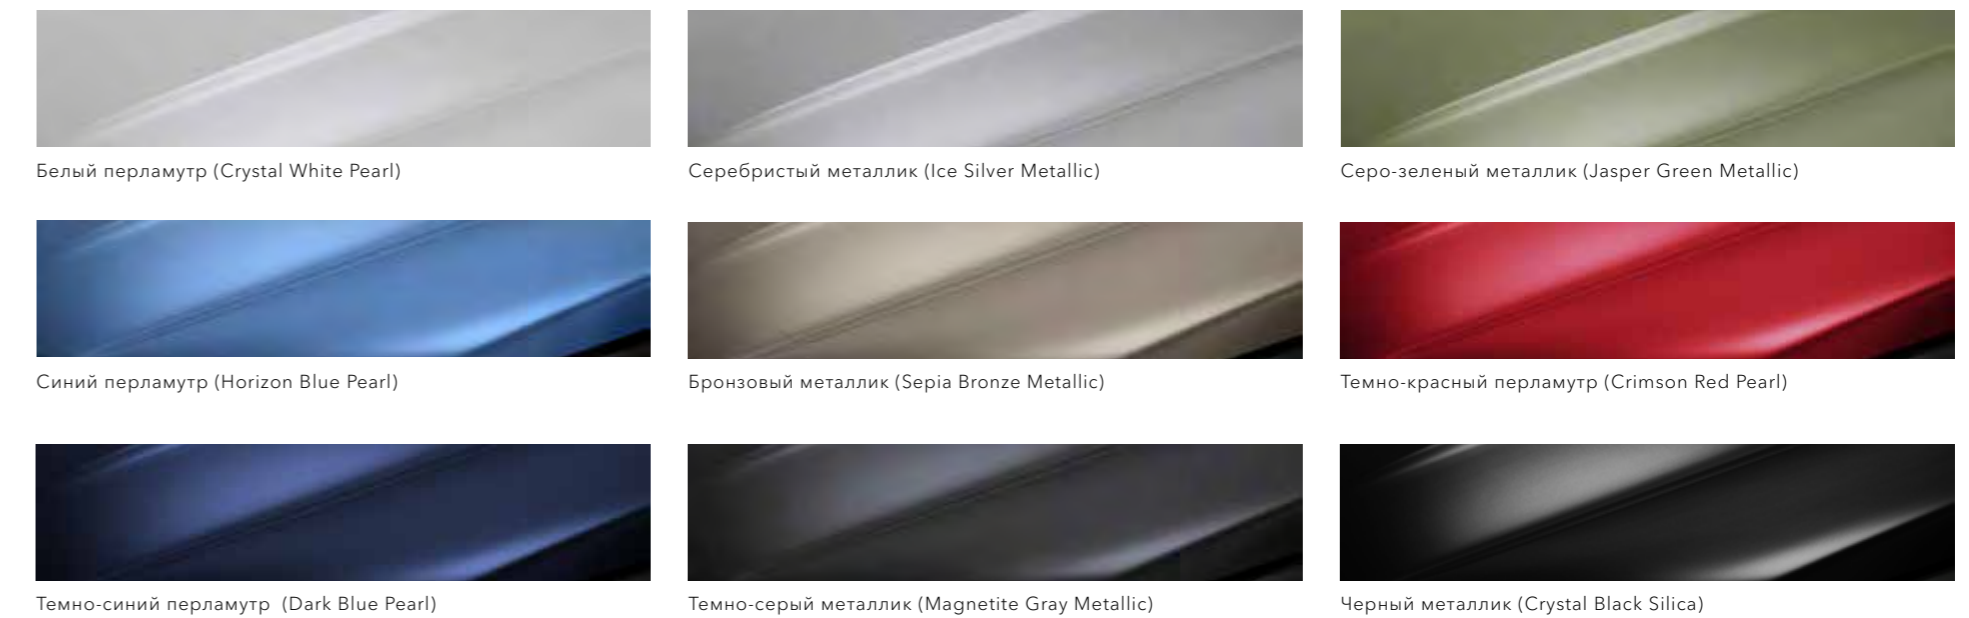 Белый перламутр (Crystal White Pearl)
Серебристый металлик (Ice Silver Metallic)
Серо-зеленый металлик (Jasper Green Metallic)
Синий перламутр (Horizon Blue Pearl)
Бронзовый металлик (Sepia Bronze Metallic)
Темно-красный перламутр (Crimson Red Pearl)
Темно-синий перламутр  (Dark Blue Pearl)
Темно-серый металлик (Magnetite Gray Metallic)
Черный металлик (Crystal Black Silica)